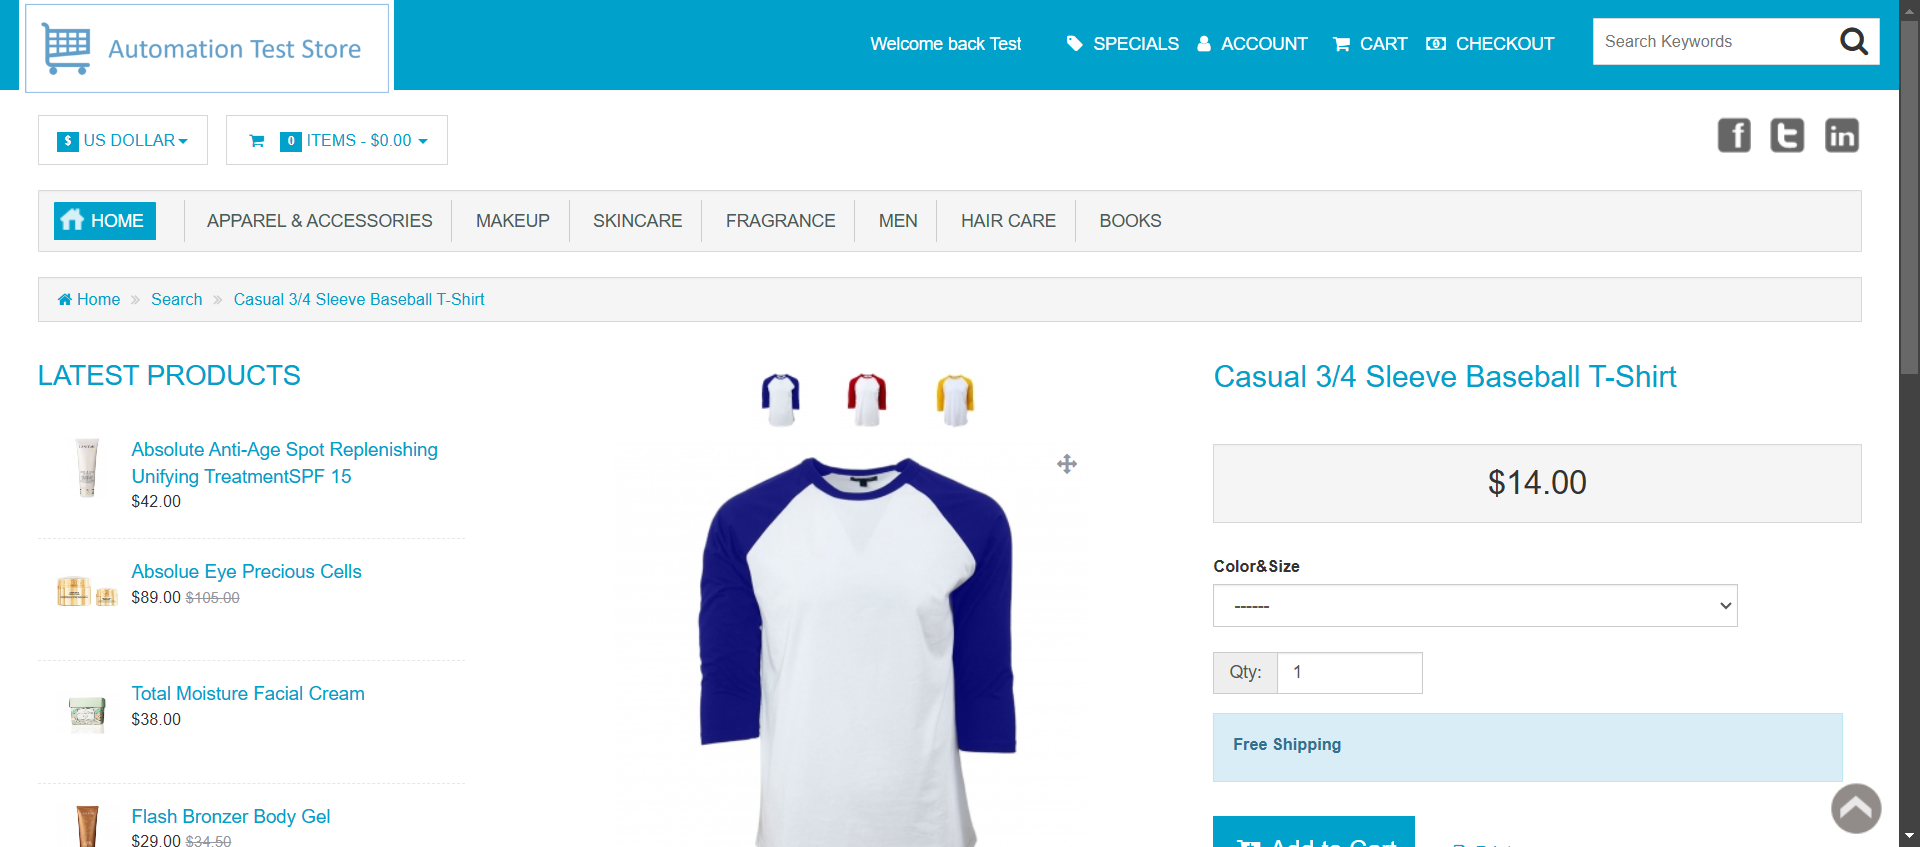 Automation Test Store
Welcome back Test
SPECIALS
ACCOUNT
CART
CHECKOUT
Search Keywords
$ US DOLLAR
0 ITEMS - $0.00
HOME
APPAREL & ACCESSORIES
MAKEUP
SKINCARE
FRAGRANCE
MEN
HAIR CARE
BOOKS
Home » Search » Casual 3/4 Sleeve Baseball T-Shirt
LATEST PRODUCTS
Absolute Anti-Age Spot Replenishing
Unifying TreatmentSPF 15
$42.00
Absolue Eye Precious Cells
$89.00 $105.00
Total Moisture Facial Cream
$38.00
Flash Bronzer Body Gel
$29.00 $34.50
Casual 3/4 Sleeve Baseball T-Shirt
$14.00
Color&Size
------
Qty: 1
Free Shipping
Add to Cart